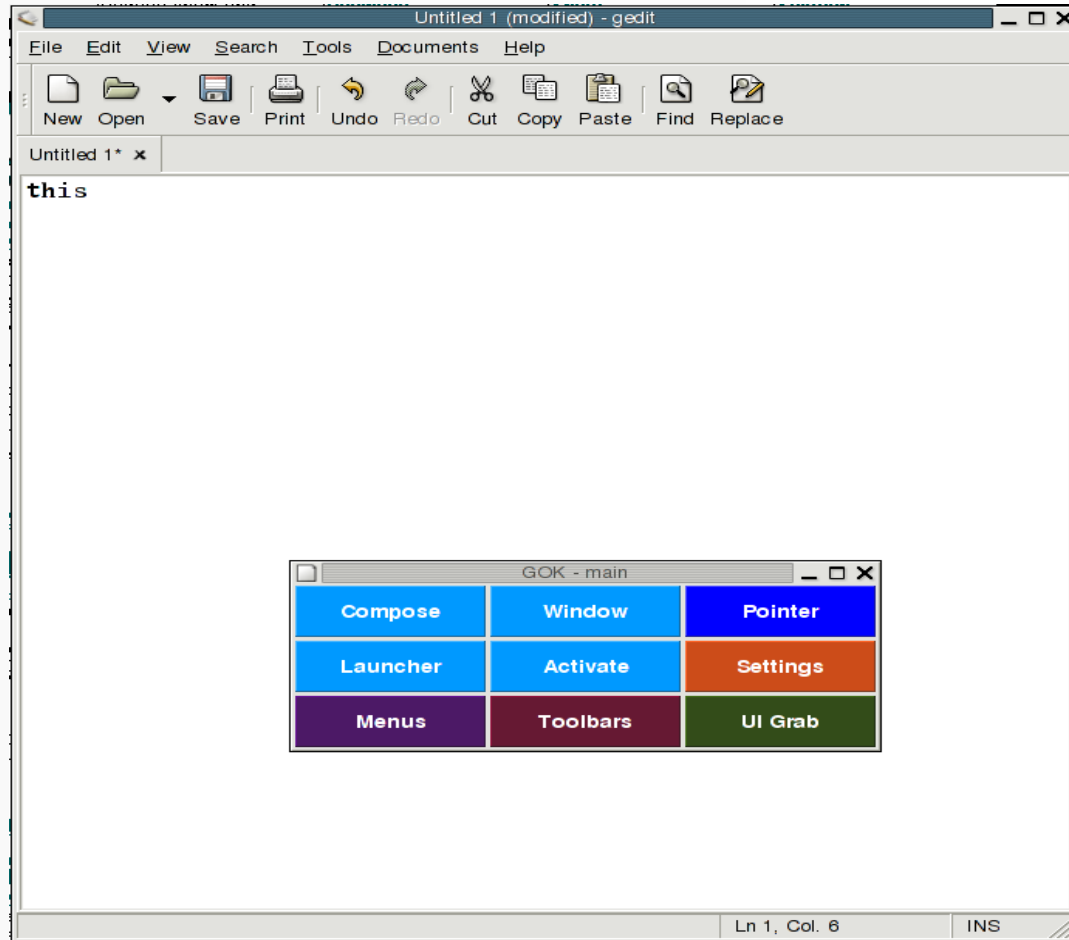 Untitled 1 (modified) - gedit
File Edit View Search Tools Documents Help
New Open Save Print Undo Redo Cut Copy Paste Find Replace
Untitled 1*
this
GOK - main
Compose Window Pointer
Launcher Activate Settings
Menus Toolbars UI Grab
Ln 1, Col. 6 INS